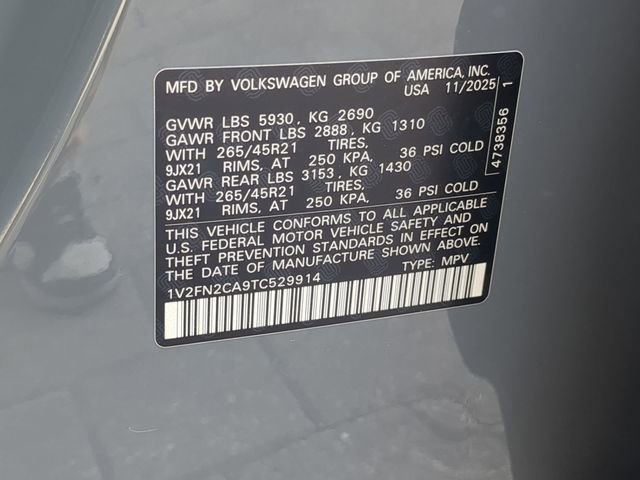 MFD BY VOLKSWAGEN GROUP OF AMERICA, INC.
USA 11/2025
GVWR LBS 5930, KG 2690
GAWR FRONT LBS 2888, KG 1310
WITH 265/45R21 TIRES,
9JX21 RIMS, AT 250 KPA, 36 PSI COLD
GAWR REAR LBS 3153, KG 1430
WITH 265/45R21 TIRES,
9JX21 RIMS, AT 250 KPA, 36 PSI COLD
THIS VEHICLE CONFORMS TO ALL APPLICABLE
U.S. FEDERAL MOTOR VEHICLE SAFETY AND
THEFT PREVENTION STANDARDS IN EFFECT ON
THE DATE OF MANUFACTURE SHOWN ABOVE.
1V2FN2CA9TC529914 TYPE: MPV
4738356 1